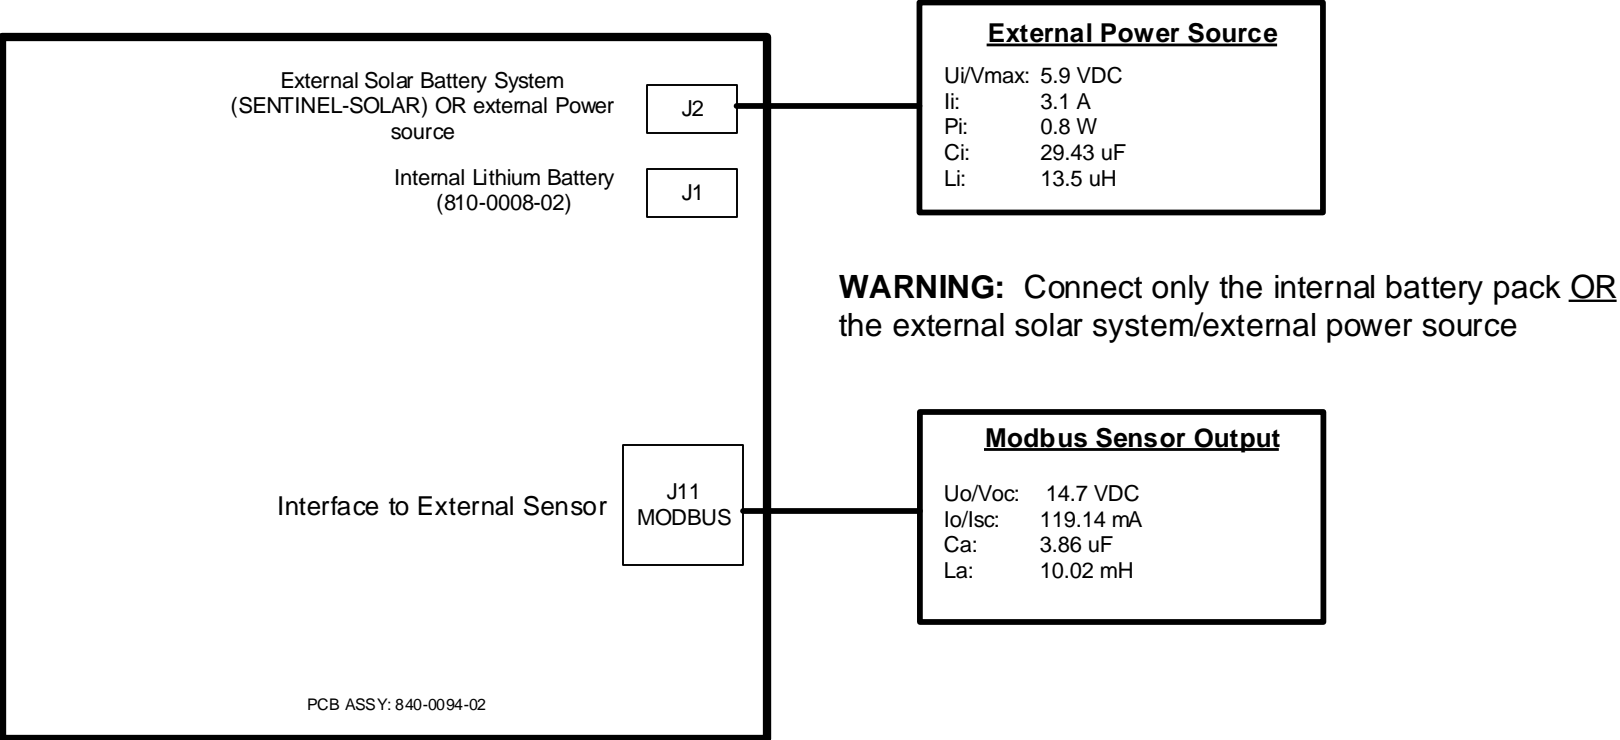 External Solar Battery System
(SENTINEL-SOLAR) OR external Power
source
J2
Internal Lithium Battery
(810-0008-02)
J1
External Power Source
Ui/Vmax: 5.9 VDC
Ii: 3.1 A
Pi: 0.8 W
Ci: 29.43 uF
Li: 13.5 uH
WARNING: Connect only the internal battery pack OR
the external solar system/external power source
Interface to External Sensor
J11
MODBUS
Modbus Sensor Output
Uo/Voc: 14.7 VDC
Io/Isc: 119.14 mA
Ca: 3.86 uF
La: 10.02 mH
PCB ASSY: 840-0094-02